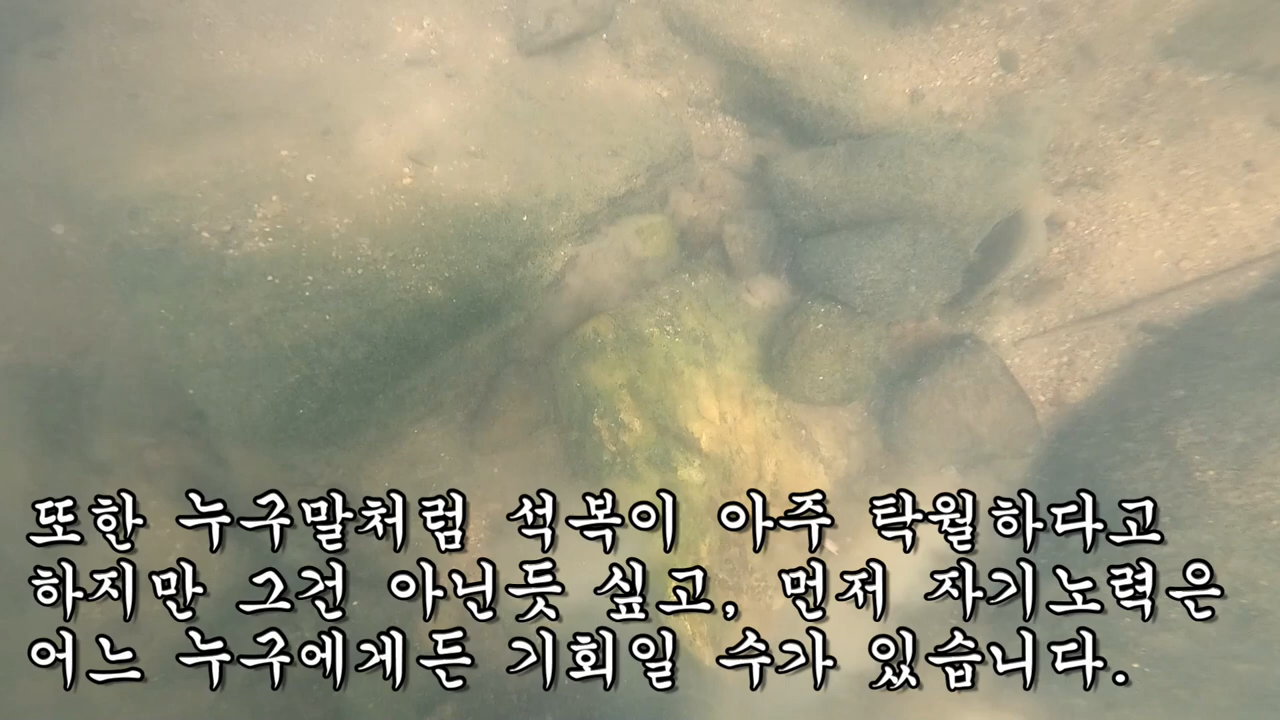 또한 누구말처럼 석복이 아주 탁월하다고
하지만 그건 아닌듯 싶고, 먼저 자기노력은
어느 누구에게든 기회일 수가 있습니다.